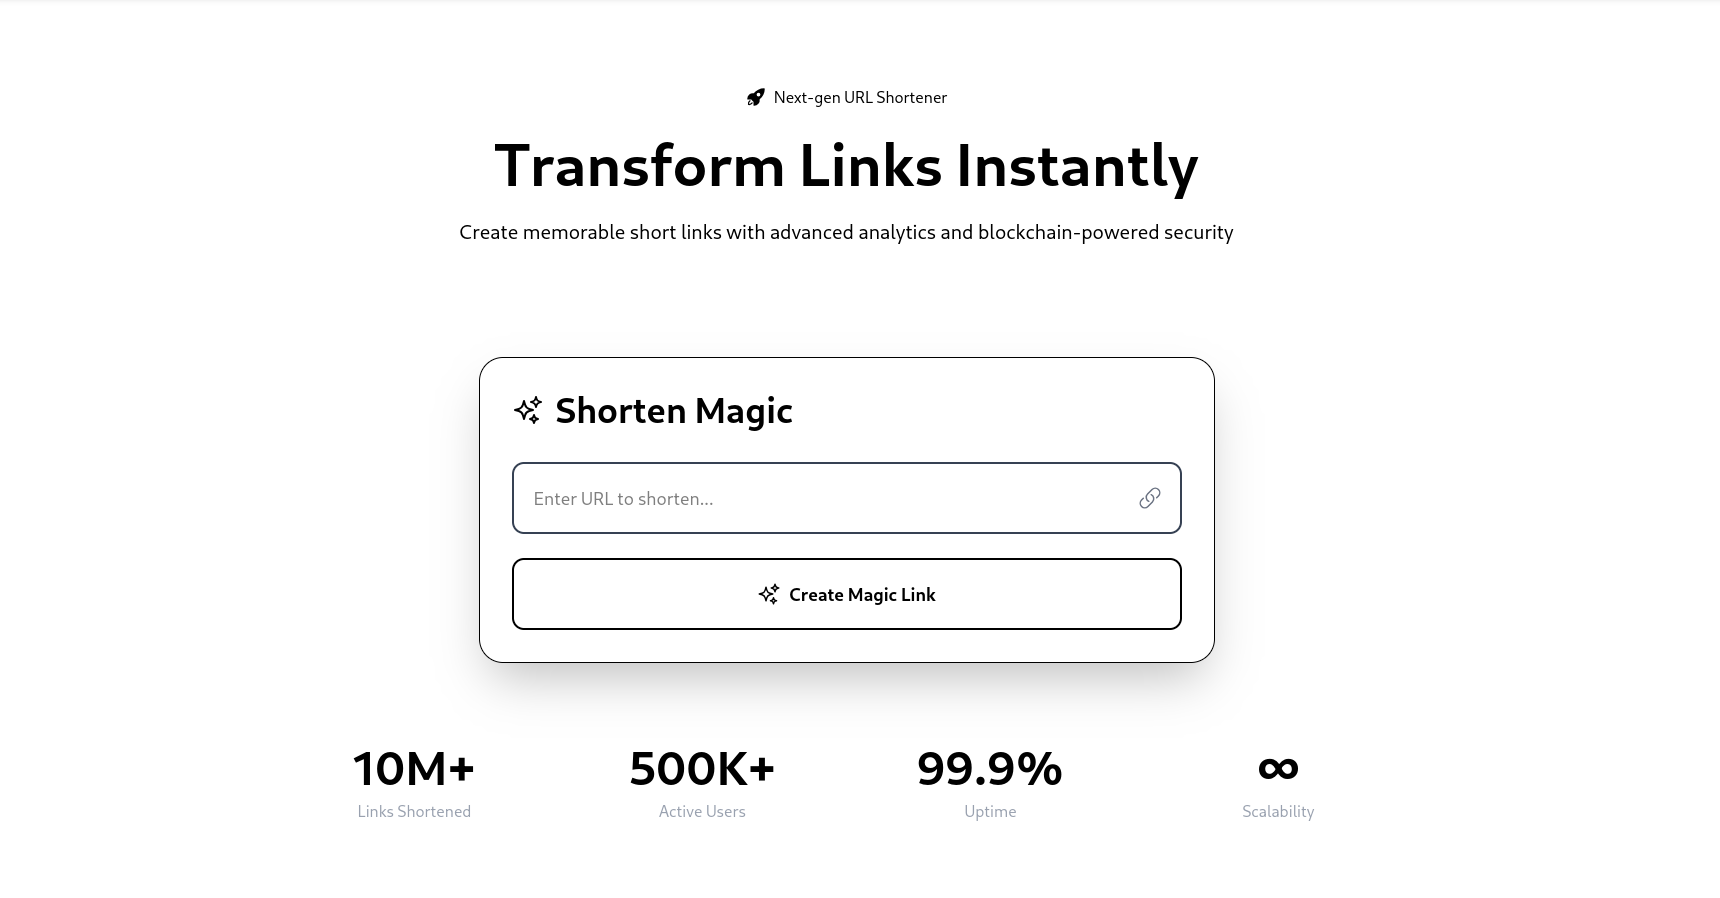 Next-gen URL Shortener
Transform Links Instantly
Create memorable short links with advanced analytics and blockchain-powered security
Shorten Magic
Enter URL to shorten...
Create Magic Link
10M+ 500K+ 99.9% ∞
Links Shortened Active Users Uptime Scalability